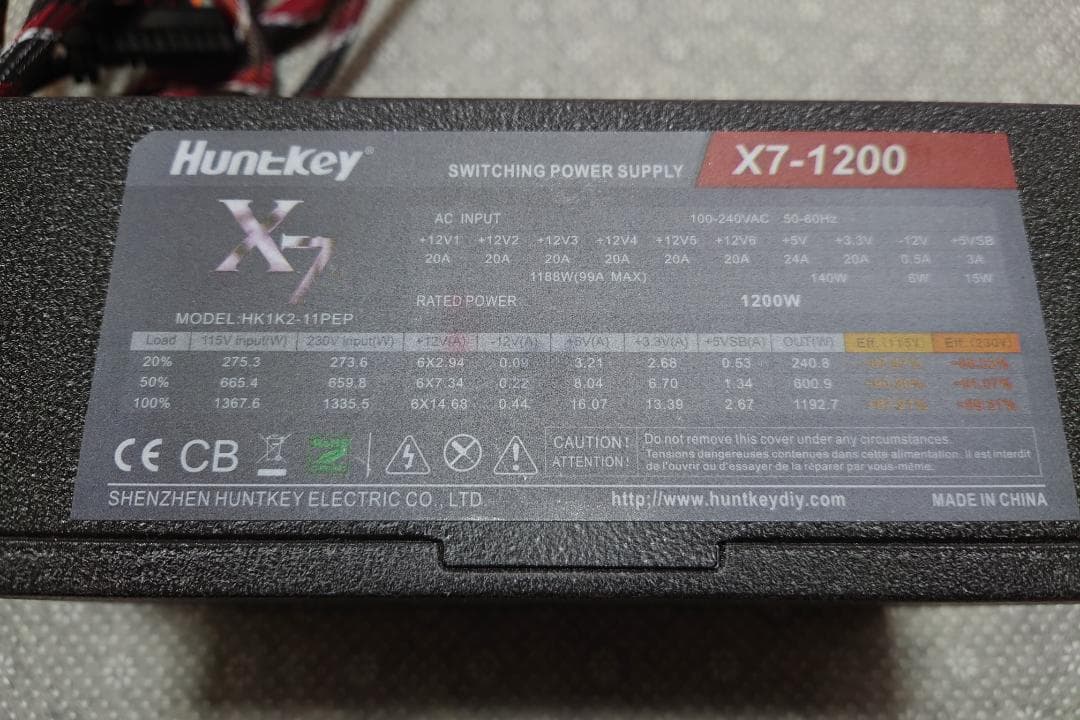 HuntKey®
SWITCHING POWER SUPPLY
X7-1200
X7
AC INPUT 100-240VAC 50-60Hz
+12V1 +12V2 +12V3 +12V4 +12V5 +12V6 +5V +3.3V -12V +5VSB
20A 20A 20A 20A 20A 20A 24A 20A 0.5A 3A
1188W(99A MAX) 140W 6W 15W
RATED POWER 1200W
MODEL:HK1K2-11PEP
Load 115V input(W) 230V input(W) +12V(A) -12V(A) +5V(A) +3.3V(A) +5VSB(A) OUT(W) Eff.(115V) Eff.(230V)
20% 275.3 273.6 6X2.94 0.09 3.21 2.68 0.53 240.8
50% 665.4 659.8 6X7.34 0.22 8.04 6.70 1.34 600.9
100% 1367.6 1335.5 6X14.68 0.44 16.07 13.39 2.67 1192.7
CE CB RoHS
CAUTION! Do not remove this cover under any circumstances.
ATTENTION! Tensions dangereuses contenues dans cette alimentation. Il est interdit
de l'ouvrir ou d'essayer de la réparer par vous-même.
SHENZHEN HUNTKEY ELECTRIC CO., LTD http://www.huntkeydiy.com MADE IN CHINA